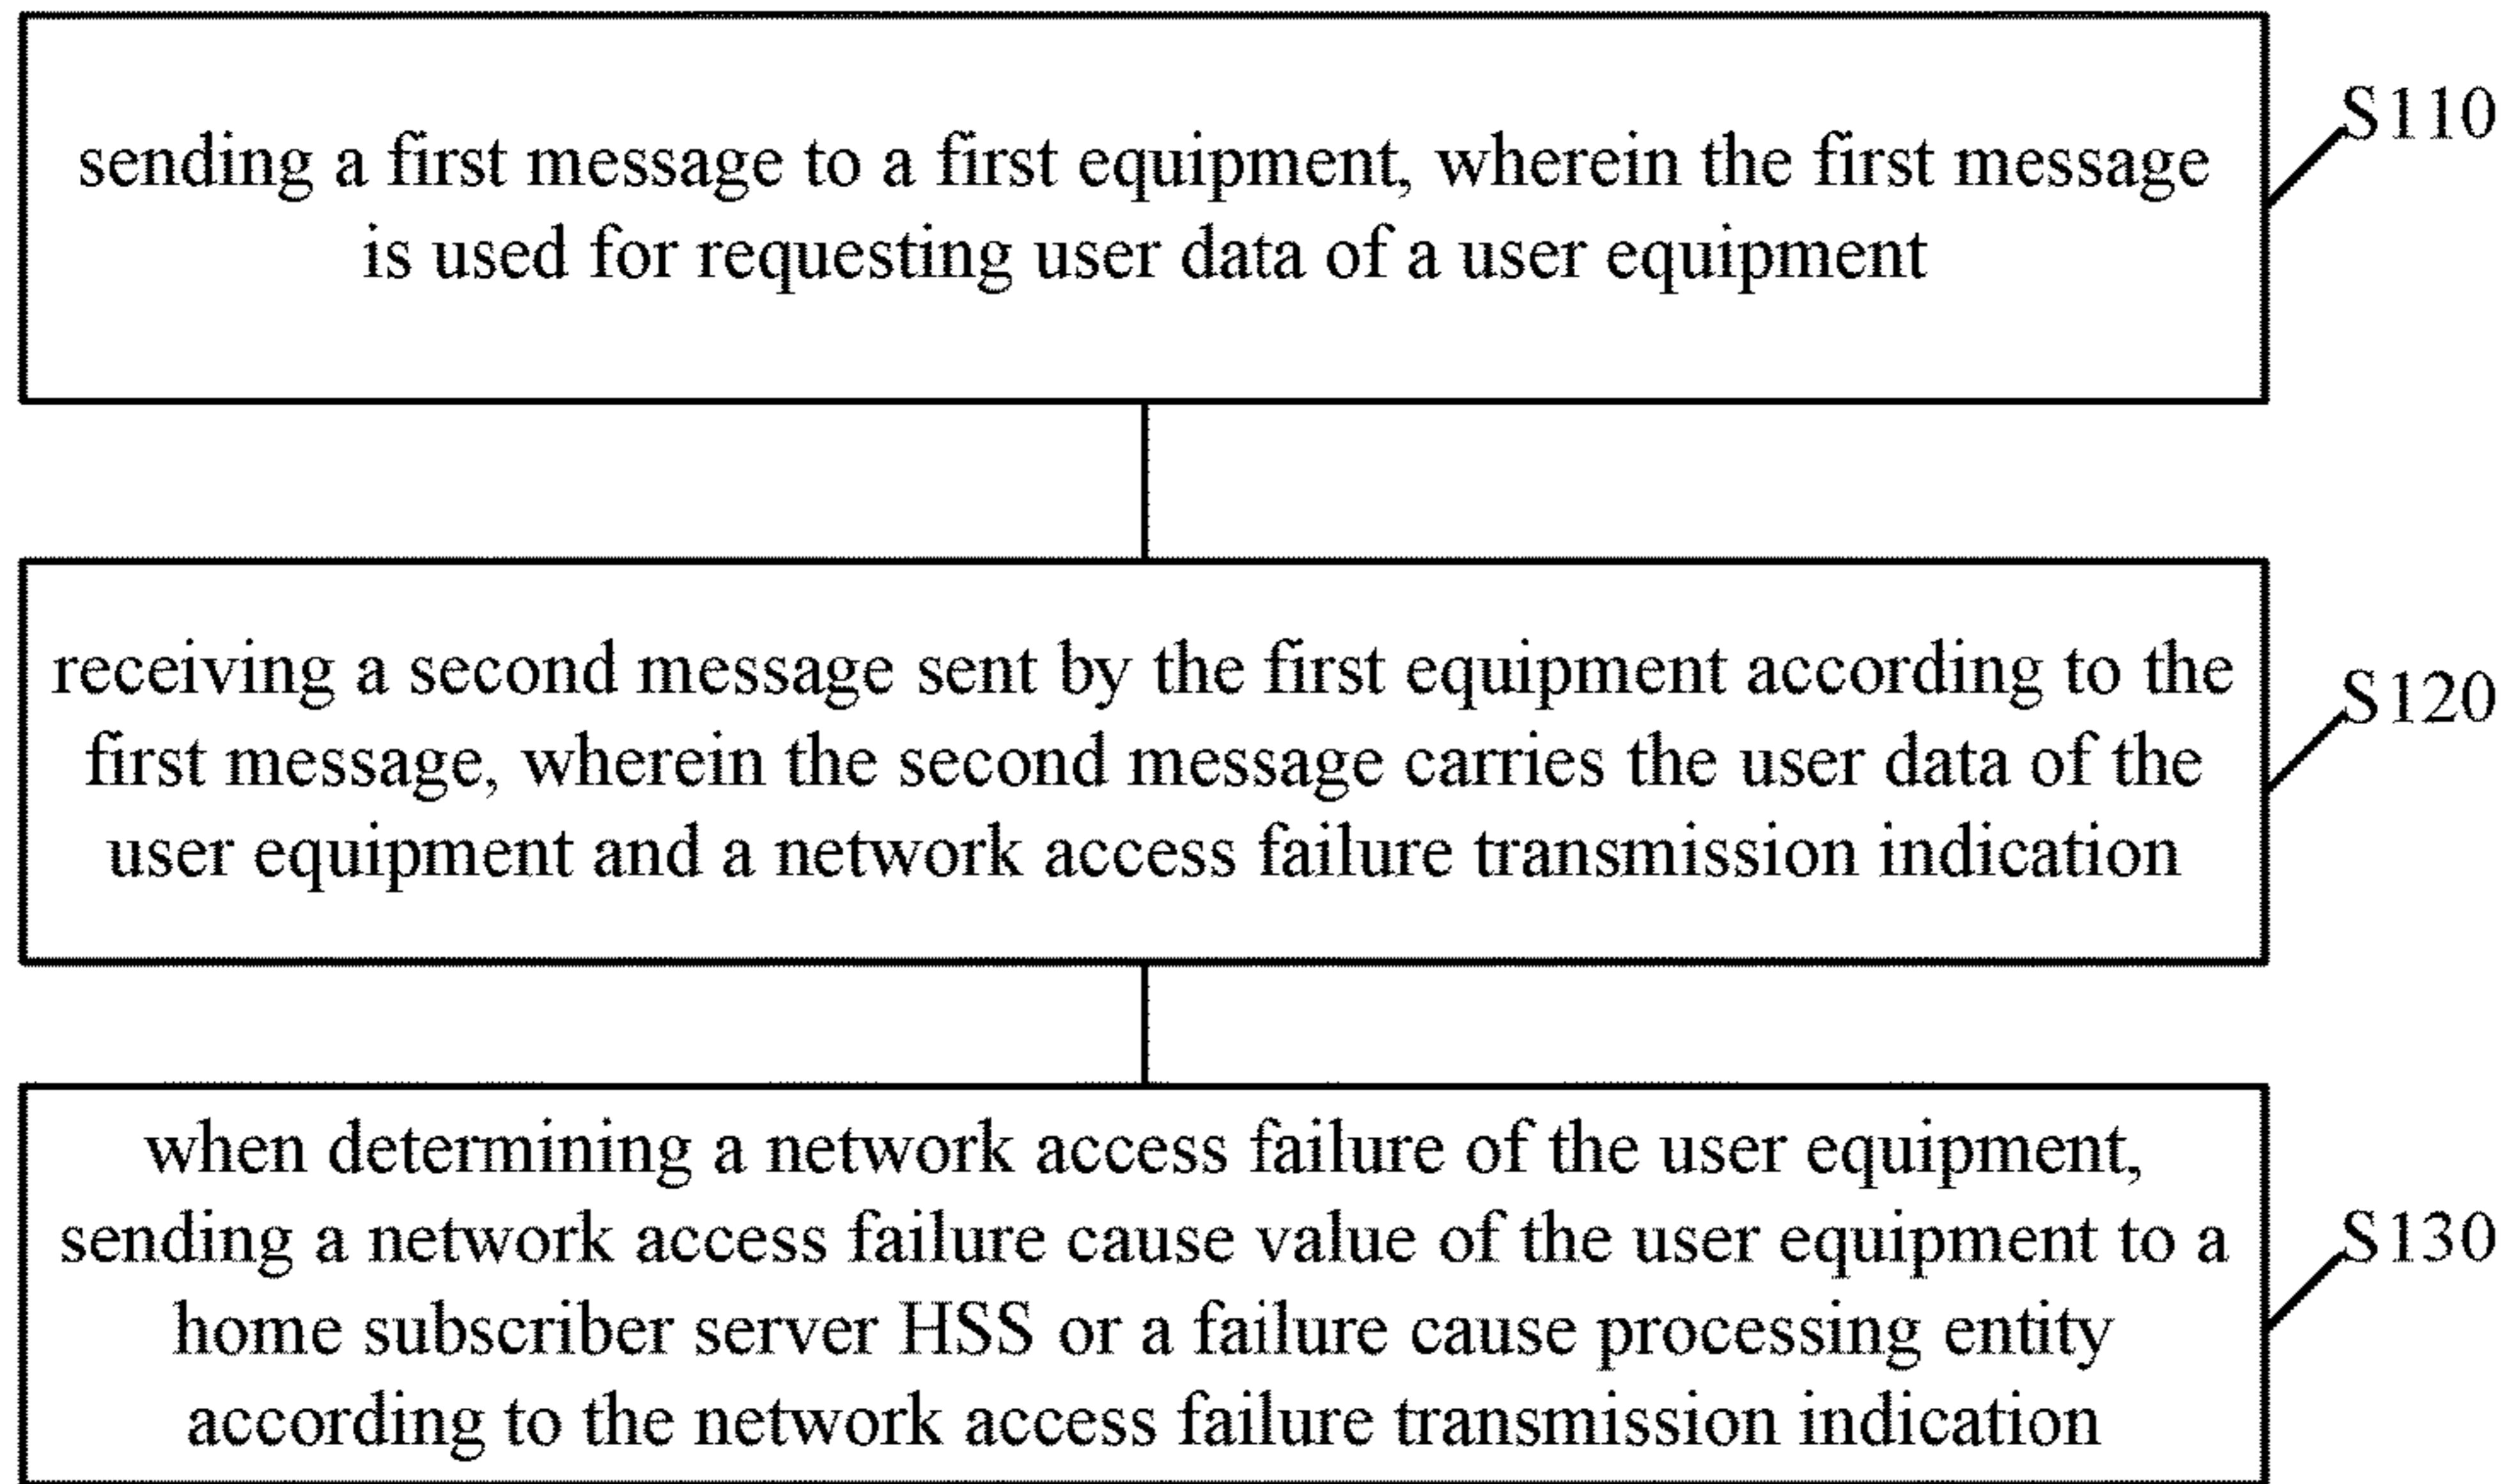 sending a first message to a first equipment, wherein the first message
is used for requesting user data of a user equipment
S110
receiving a second message sent by the first equipment according to the
first message, wherein the second message carries the user data of the
user equipment and a network access failure transmission indication
S120
when determining a network access failure of the user equipment,
sending a network access failure cause value of the user equipment to a
home subscriber server HSS or a failure cause processing entity
according to the network access failure transmission indication
S130